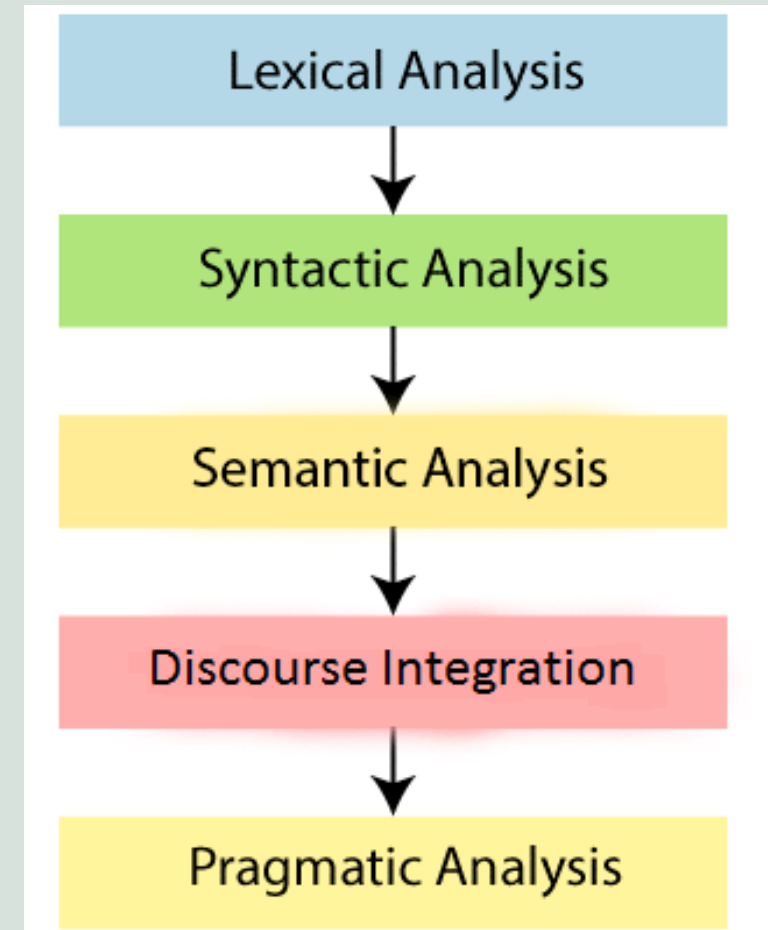 Lexical Analysis
Syntactic Analysis
Semantic Analysis
Discourse Integration
Pragmatic Analysis